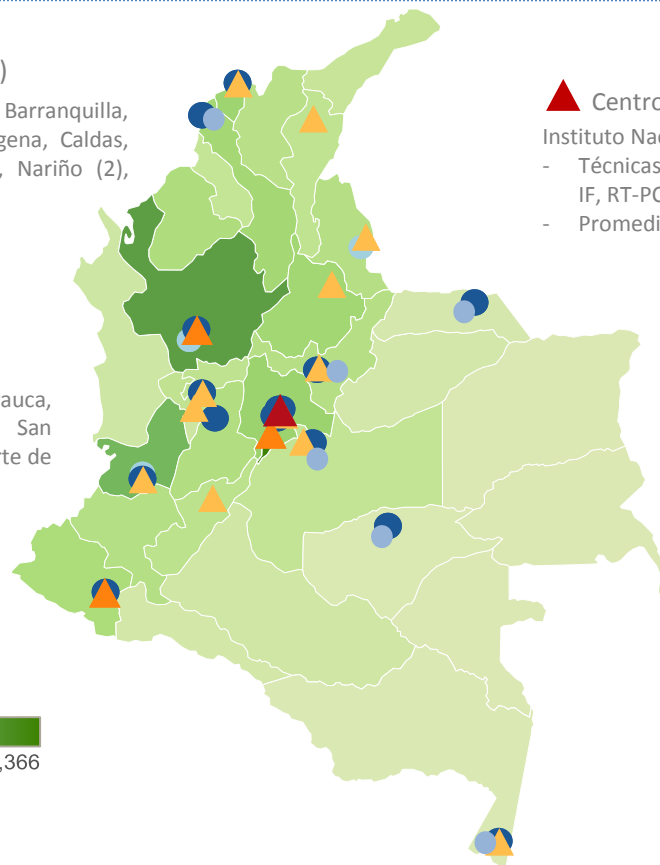 )
Barranquilla,
gena, Caldas,
, Nariño (2),
Centro
Instituto Nac
- Técnicas
IF, RT-PC
- Promedi
auca,
San
rte de
,366